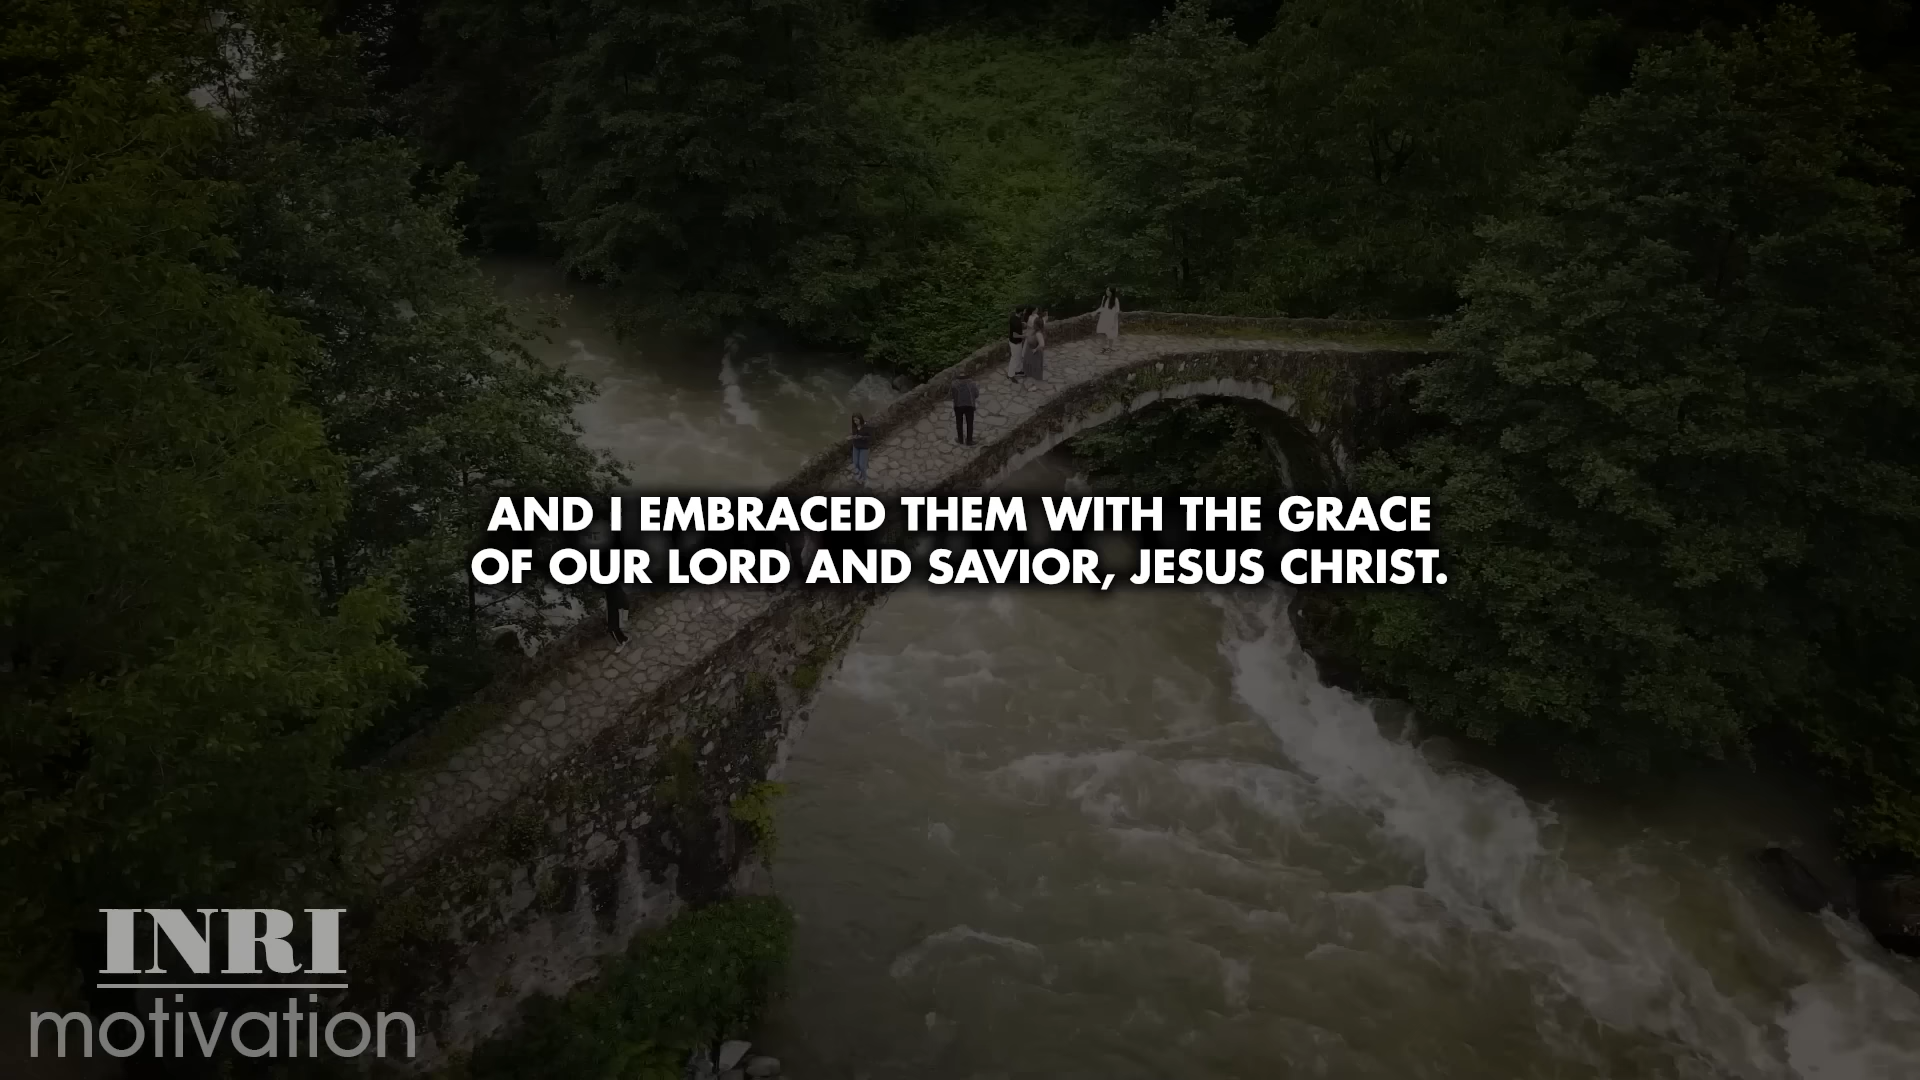 AND I EMBRACED THEM WITH THE GRACE
OF OUR LORD AND SAVIOR, JESUS CHRIST.
INRI
motivation